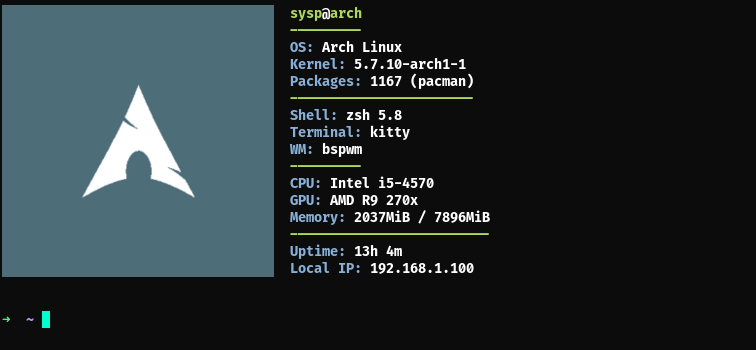 sysp@arch
OS: Arch Linux
Kernel: 5.7.10-arch1-1
Packages: 1167 (pacman)
Shell: zsh 5.8
Terminal: kitty
WM: bspwm
CPU: Intel i5-4570
GPU: AMD R9 270x
Memory: 2037MiB / 7896MiB
Uptime: 13h 4m
Local IP: 192.168.1.100
→ ~